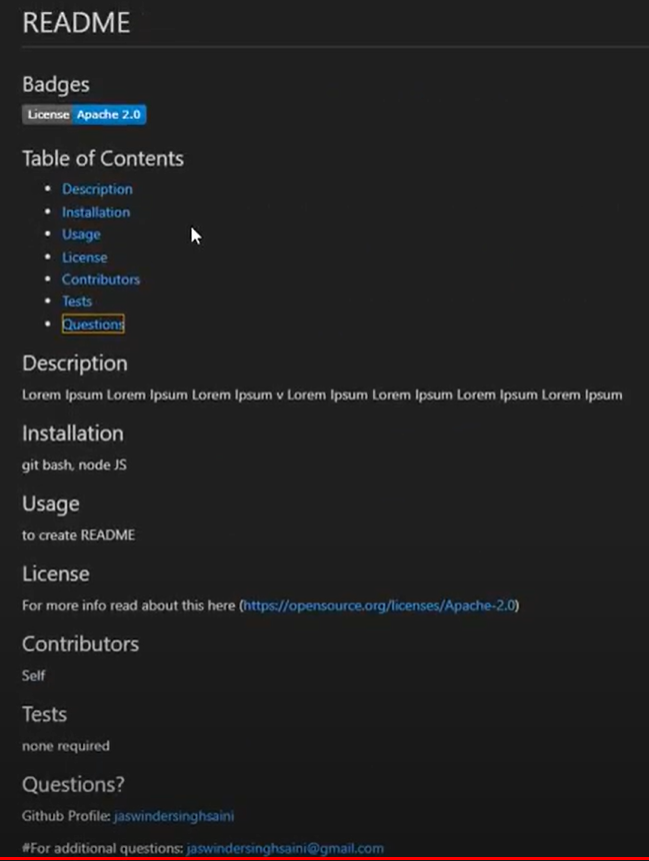 README
Badges
License Apache 2.0
Table of Contents
Description
Installation
Usage
License
Contributors
Tests
Questions
Description
Lorem Ipsum Lorem Ipsum Lorem Ipsum v Lorem Ipsum Lorem Ipsum Lorem Ipsum Lorem Ipsum
Installation
git bash, node JS
Usage
to create README
License
For more info read about this here (https://opensource.org/licenses/Apache-2.0)
Contributors
Self
Tests
none required
Questions?
Github Profile: jaswindersinghsaini
#For additional questions: jaswindersinghsaini@gmail.com